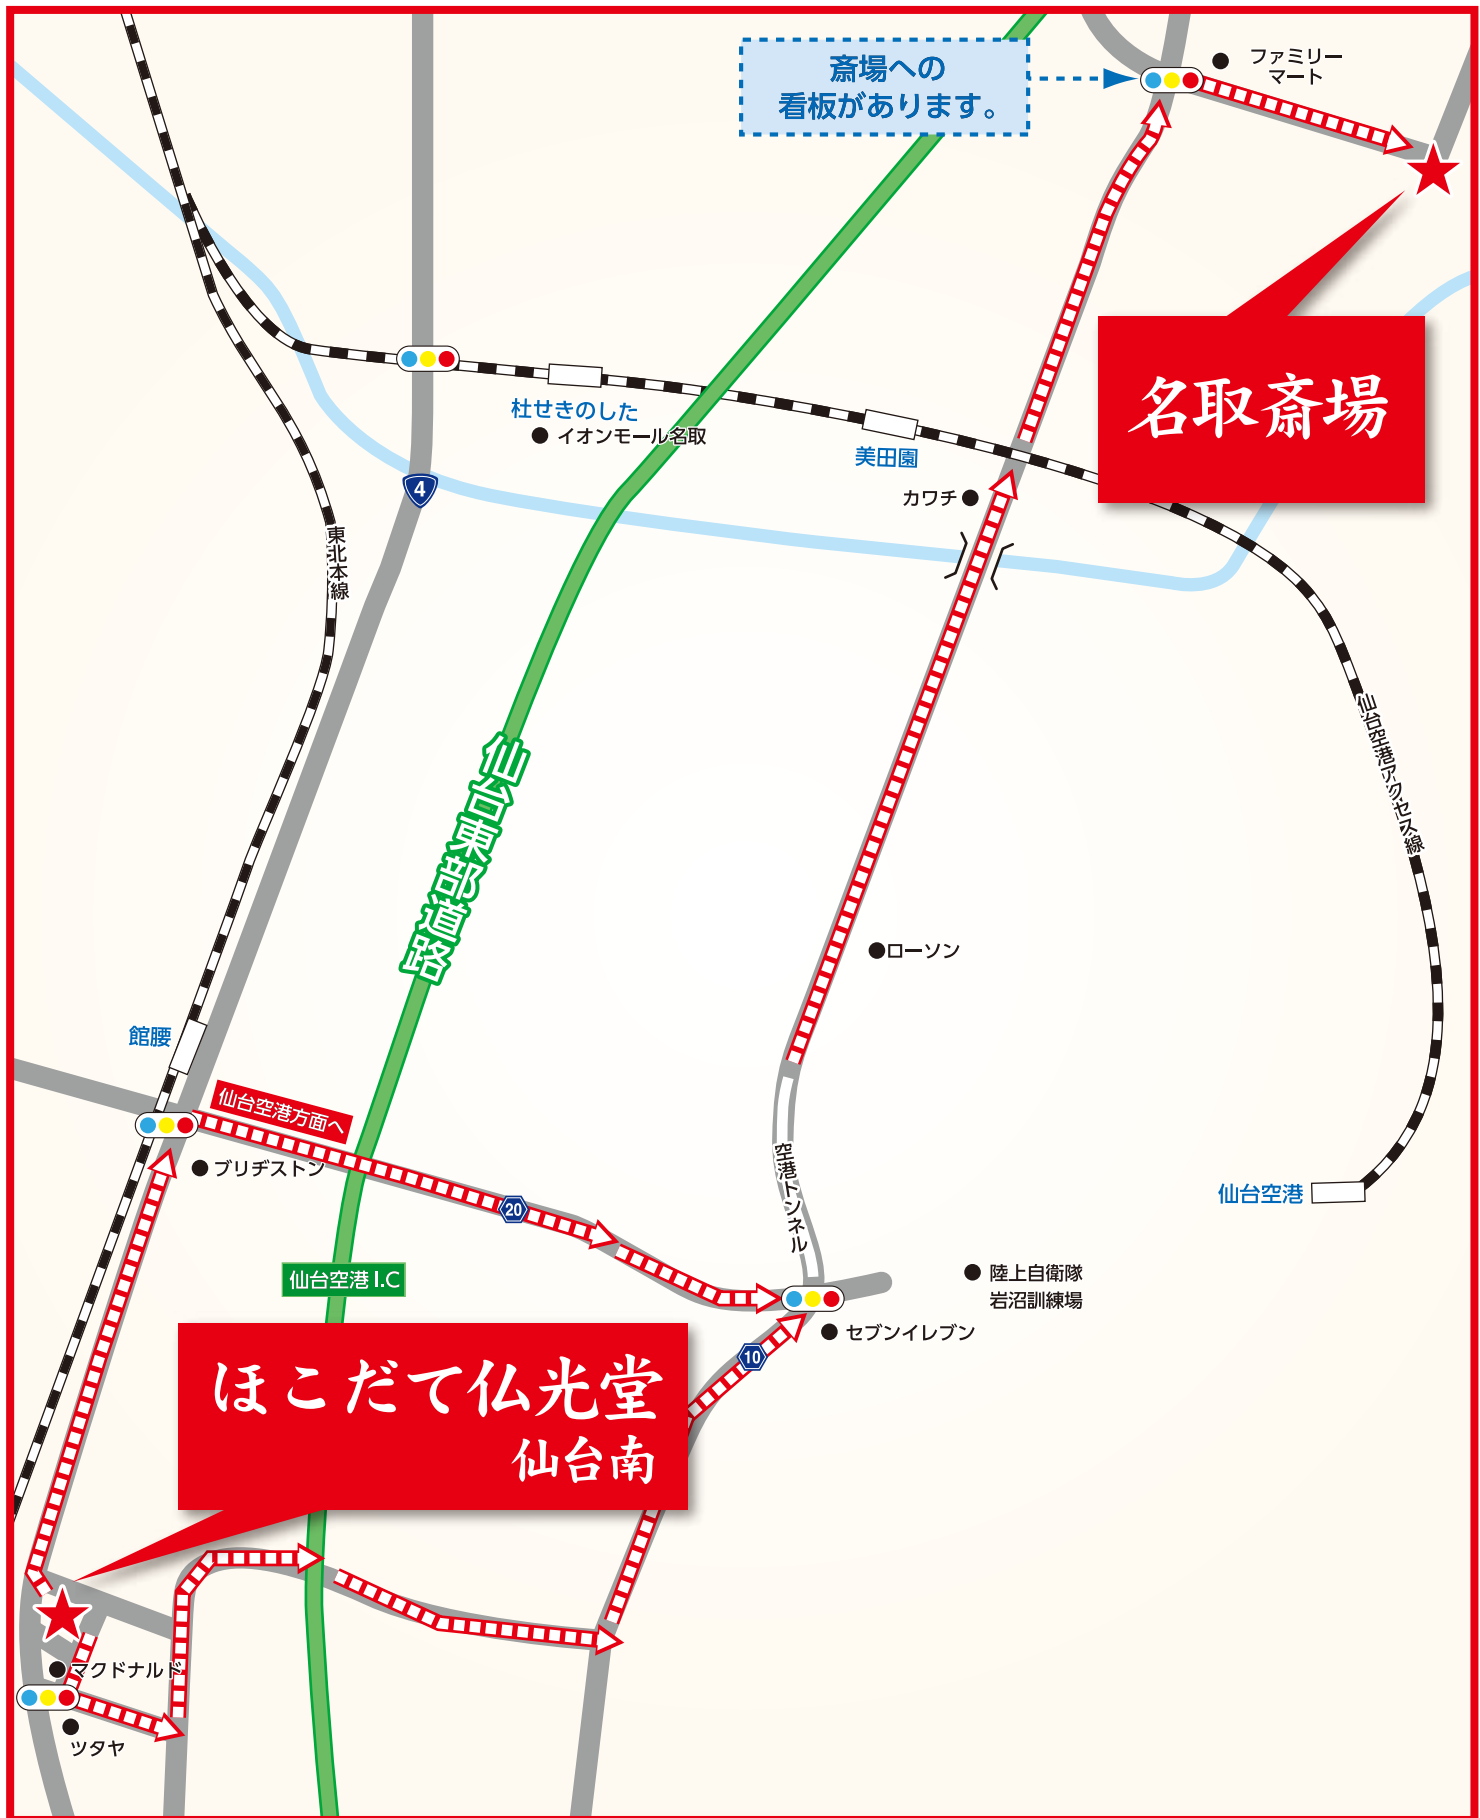 斎場への
看板があります。
ファミリー
マート
名取斎場
杜せきのした
イオンモール名取
美田園
カワチ
4
東北本線
仙台空港アクセス線
仙台東部道路
ローソン
館腰
仙台空港方面へ
ブリヂストン
空港トンネル
仙台空港
20
仙台空港 I.C
陸上自衛隊
岩沼訓練場
セブンイレブン
10
ほこだて仏光堂
仙台南
マクドナルド
ツタヤ